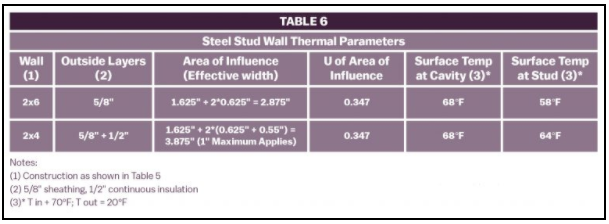 TABLE 6
Steel Stud Wall Thermal Parameters
Wall (1) Outside Layers (2) Area of Influence (Effective width) U of Area of Influence Surface Temp at Cavity (3)* Surface Temp at Stud (3)*
2x6 5/8" 1.625" + 2*0.625" = 2.875" 0.347 68°F 58°F
2x4 5/8" + 1/2" 1.625" + 2*(0.625" + 0.55") = 3.875" (1" Maximum Applies) 0.347 68°F 64°F
Notes:
(1) Construction as shown in Table 5
(2) 5/8" sheathing, 1/2" continuous insulation
(3)* T in + 70°F; T out = 20°F